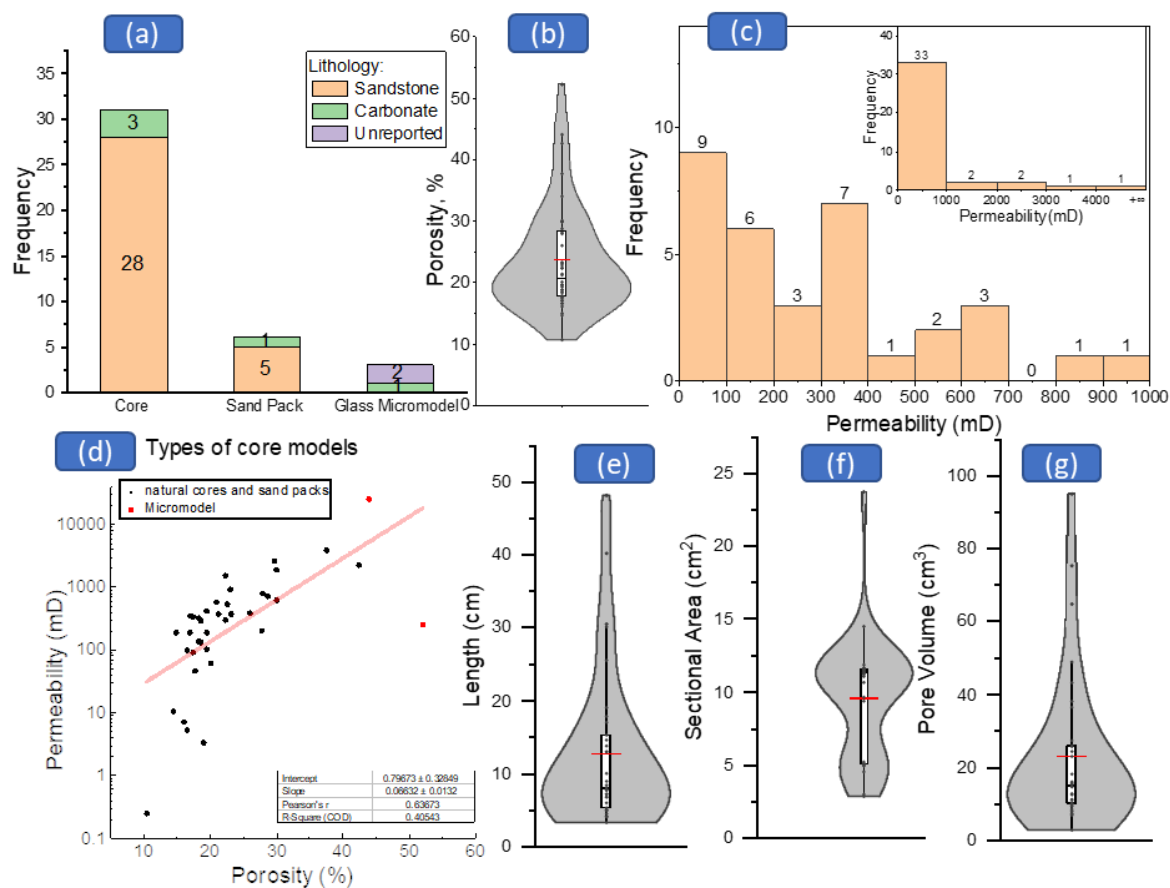 (a)
Frequency
35
30
25
20
15
10
5
0
3
28
1
5
2
1
Core
Sand Pack
Glass Micromodel
Types of core models
Lithology:
Sandstone
Carbonate
Unreported
(b)
Porosity, %
60
50
40
30
20
10
0
(c)
Frequency
10
5
0
9
6
3
7
1
2
3
0
1
1
0 100 200 300 400 500 600 700 800 900 1000
Permeability (mD)
Frequency
40
30
20
10
0
33
2
2
1
1
0 1000 2000 3000 4000 +∞
Permeability (mD)
(d)
natural cores and sand packs
Micromodel
Permeability (mD)
10000
1000
100
10
1
0.1
Intercept 0.79673 ± 0.32849
Slope 0.06632 ± 0.0132
Pearson's r 0.63673
R-Square (COD) 0.40543
10 20 30 40 50 60
Porosity (%)
(e)
Length (cm)
50
40
30
20
10
0
(f)
Sectional Area (cm²)
25
20
15
10
5
0
(g)
Pore Volume (cm³)
100
80
60
40
20
0